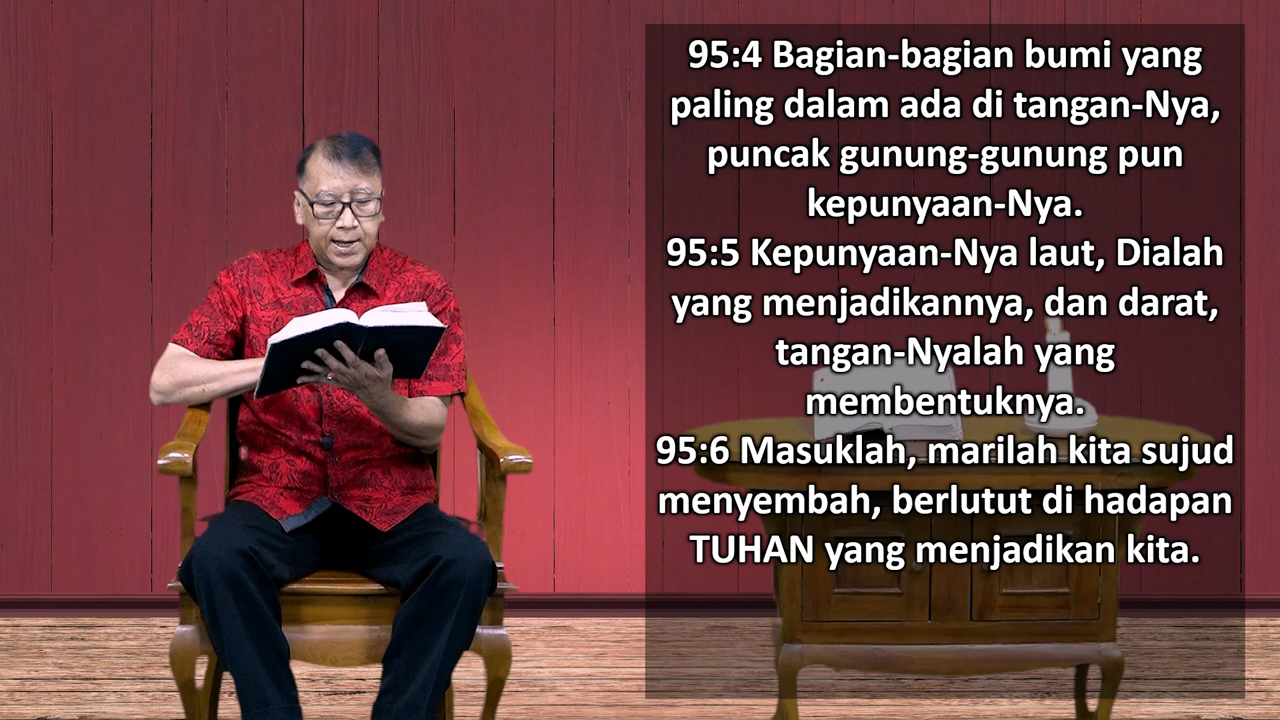 95:4 Bagian-bagian bumi yang
paling dalam ada di tangan-Nya,
puncak gunung-gunung pun
kepunyaan-Nya.
95:5 Kepunyaan-Nya laut, Dialah
yang menjadikannya, dan darat,
tangan-Nyalah yang
membentuknya.
95:6 Masuklah, marilah kita sujud
menyembah, berlutut di hadapan
TUHAN yang menjadikan kita.